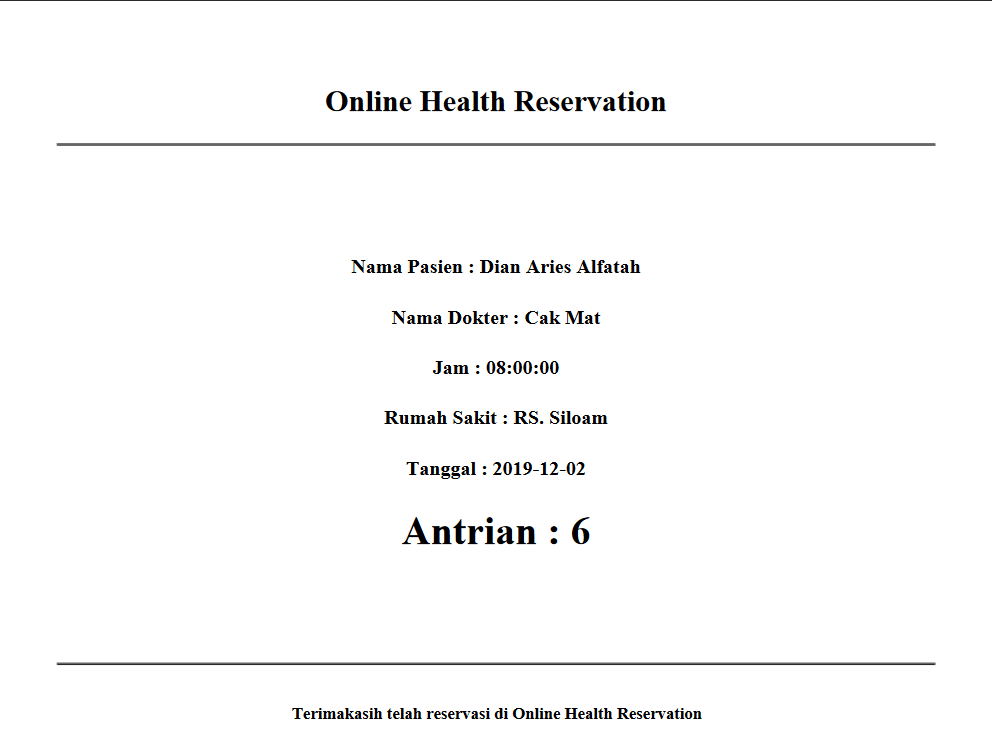 Online Health Reservation
Nama Pasien : Dian Aries Alfatah
Nama Dokter : Cak Mat
Jam : 08:00:00
Rumah Sakit : RS. Siloam
Tanggal : 2019-12-02
Antrian : 6
Terimakasih telah reservasi di Online Health Reservation